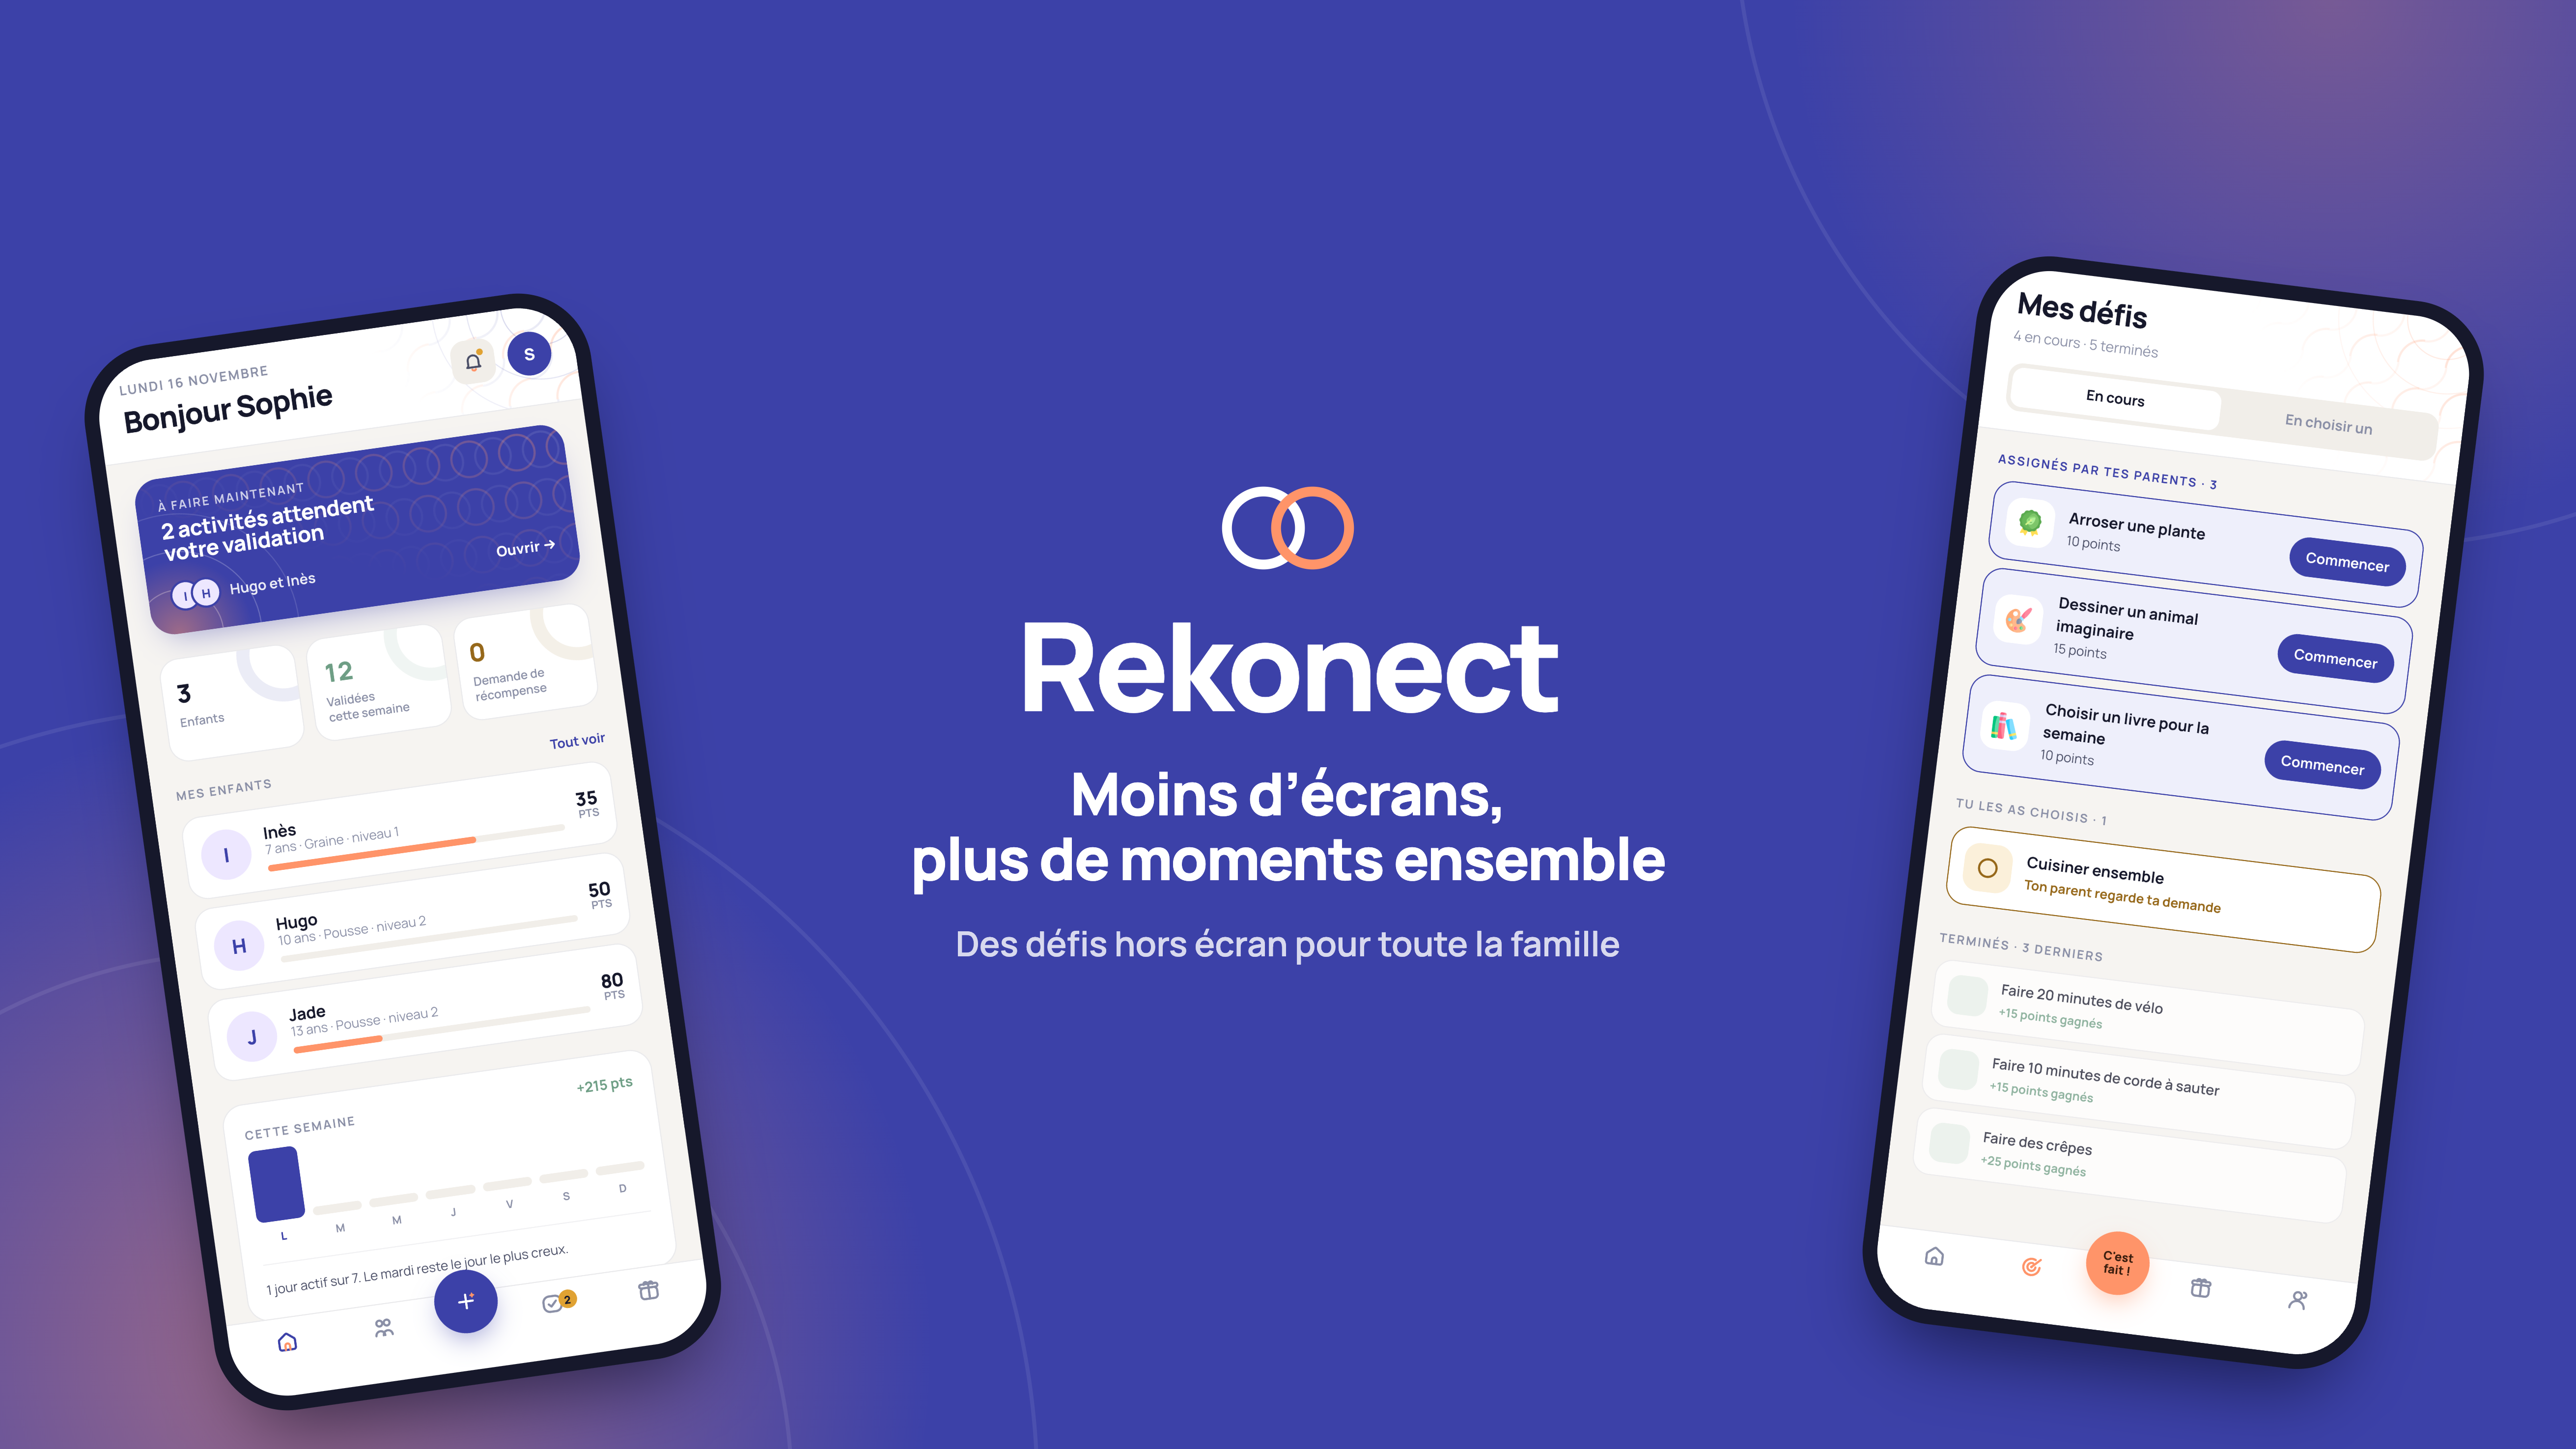 LUNDI 16 NOVEMBRE
Bonjour Sophie
S
À FAIRE MAINTENANT
2 activités attendent
votre validation
I H Hugo et Inès
Ouvrir →
3
Enfants
12
Validées
cette semaine
0
Demande de
récompense
MES ENFANTS
Tout voir
I
Inès
7 ans · Graine · niveau 1
35
PTS
H
Hugo
10 ans · Pousse · niveau 2
50
PTS
J
Jade
13 ans · Pousse · niveau 2
80
PTS
CETTE SEMAINE
+215 pts
L M M J V S D
1 jour actif sur 7. Le mardi reste le jour le plus creux.
2
Rekonect
Moins d’écrans,
plus de moments ensemble
Des défis hors écran pour toute la famille
Mes défis
4 en cours · 5 terminés
En cours
En choisir un
ASSIGNÉS PAR TES PARENTS · 3
Arroser une plante
10 points
Commencer
Dessiner un animal
imaginaire
15 points
Commencer
Choisir un livre pour la
semaine
10 points
Commencer
TU LES AS CHOISIS · 1
Cuisiner ensemble
Ton parent regarde ta demande
TERMINÉS · 3 DERNIERS
Faire 20 minutes de vélo
+15 points gagnés
Faire 10 minutes de corde à sauter
+15 points gagnés
Faire des crêpes
+25 points gagnés
C'est
fait !